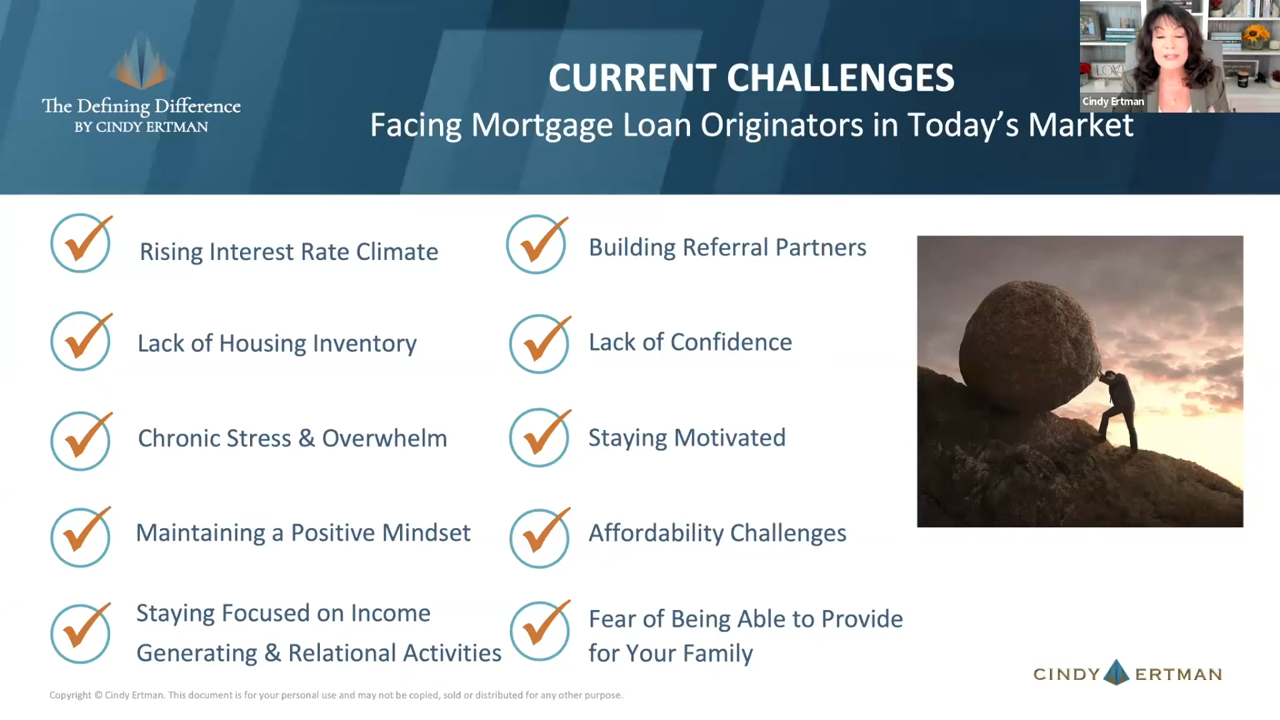 The Defining Difference
BY CINDY ERTMAN
CURRENT CHALLENGES
Facing Mortgage Loan Originators in Today's Market
Cindy Ertman
Rising Interest Rate Climate
Lack of Housing Inventory
Chronic Stress & Overwhelm
Maintaining a Positive Mindset
Staying Focused on Income
Generating & Relational Activities
Building Referral Partners
Lack of Confidence
Staying Motivated
Affordability Challenges
Fear of Being Able to Provide
for Your Family
CINDY ERTMAN
Copyright © Cindy Ertman. This document is for your personal use and may not be copied, sold or distributed for any other purpose.